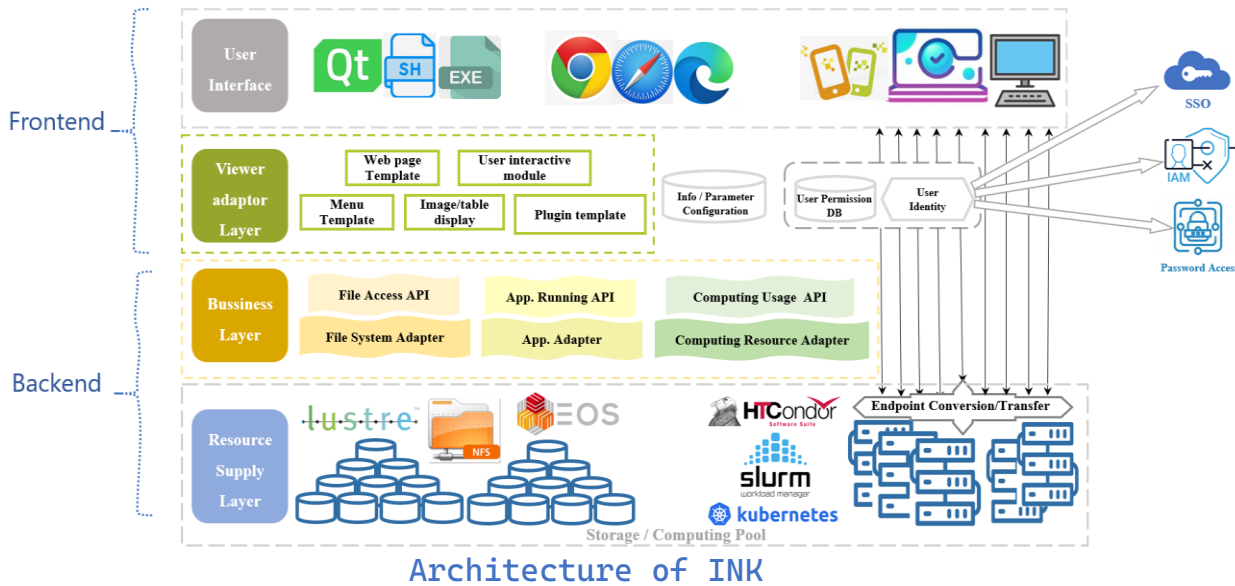 Frontend
User
Interface
Qt
SH
EXE
SSO
IAM
Password Access
Viewer
adaptor
Layer
Web page
Template
User interactive
module
Menu
Template
Image/table
display
Plugin template
Info / Parameter
Configuration
User Permission
DB
User
Identity
Backend
Bussiness
Layer
File Access API
App. Running API
Computing Usage API
File System Adapter
App. Adapter
Computing Resource Adapter
Resource
Supply
Layer
lustre
NFS
EOS
HTCondor
Software Suite
slurm
workload manager
kubernetes
Endpoint Conversion/Transfer
Storage / Computing Pool
Architecture of INK